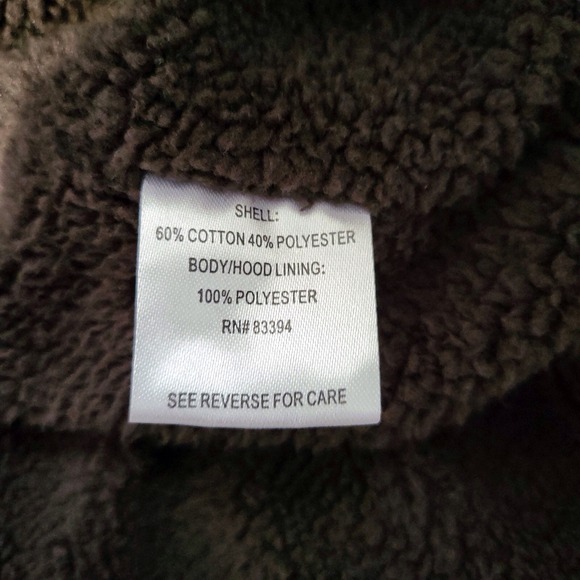 SHELL:
60% COTTON 40% POLYESTER
BODY/HOOD LINING:
100% POLYESTER
RN# 83394
SEE REVERSE FOR CARE